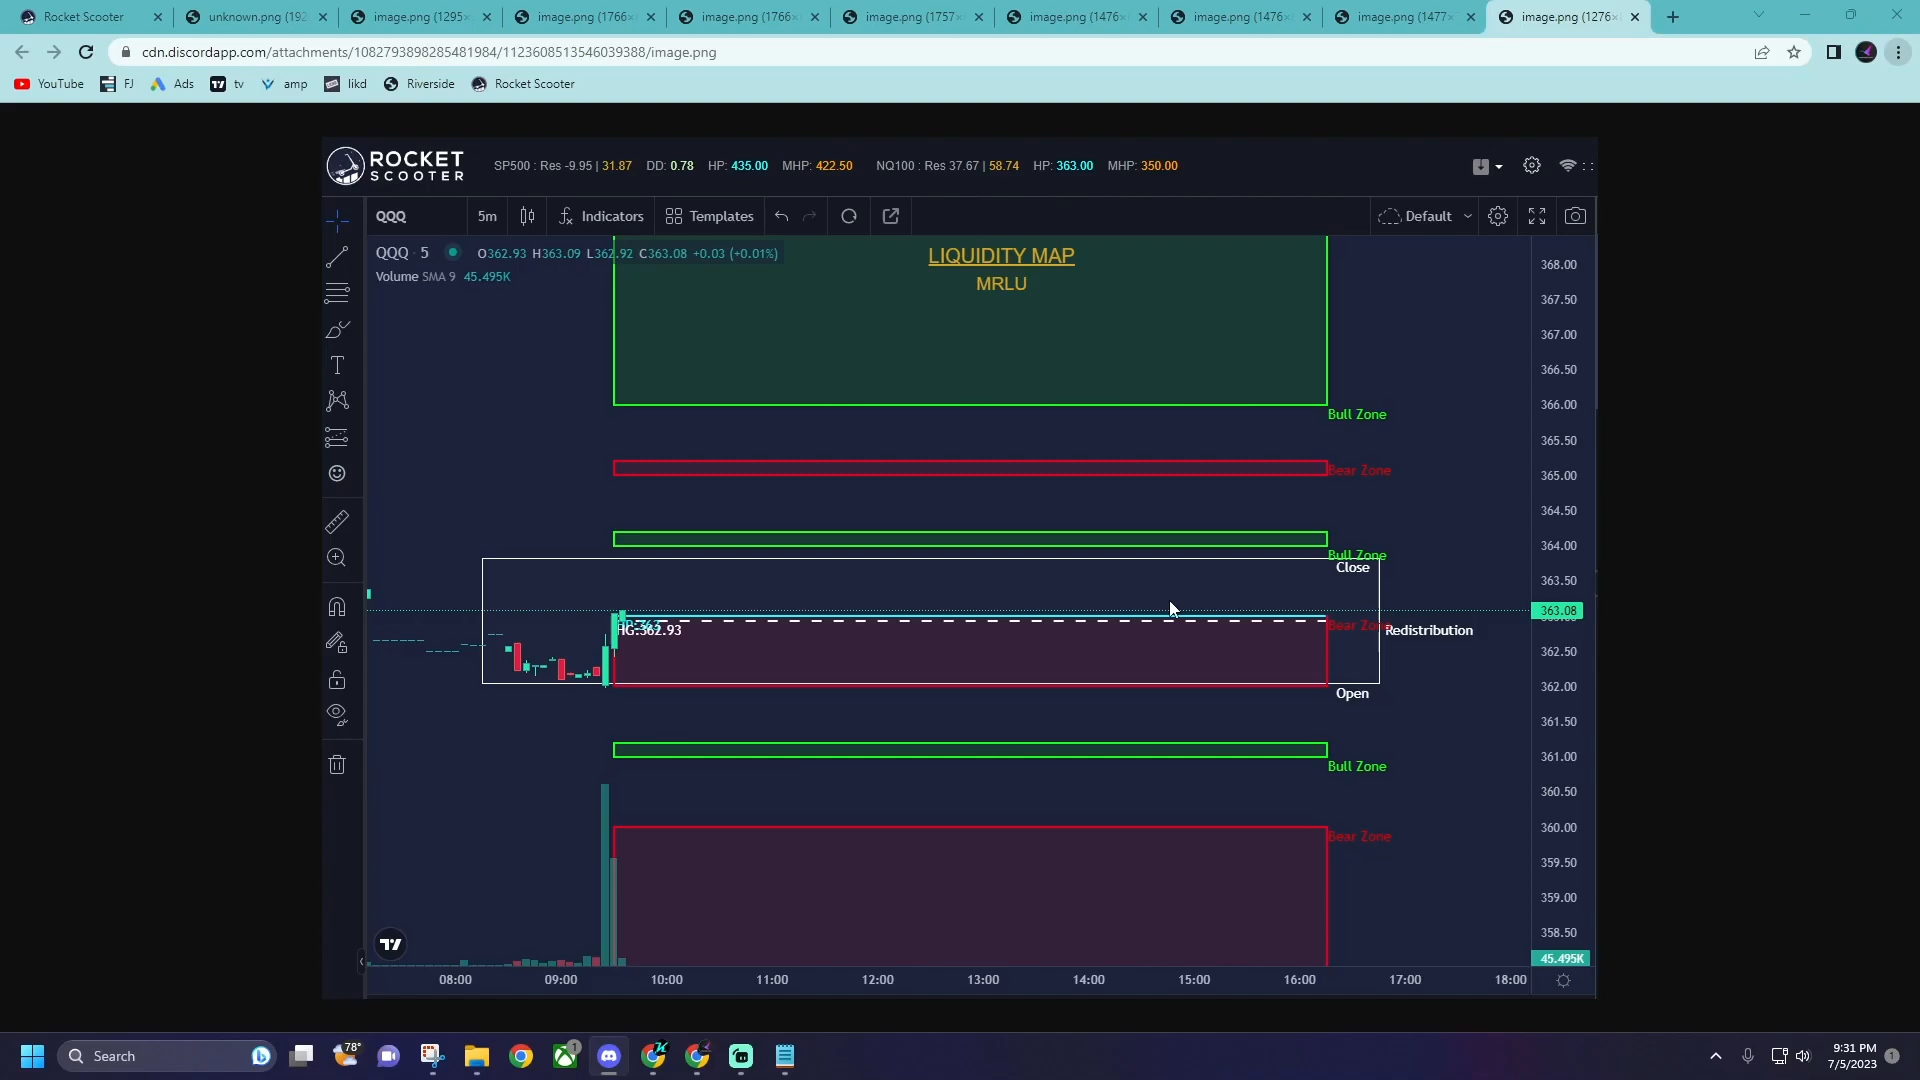 Rocket Scooter
unknown.png (192
image.png (1295×
image.png (1766×
image.png (1766×
image.png (1757×
image.png (1476×
image.png (1476×
image.png (1477×
image.png (1276×
cdn.discordapp.com/attachments/1082793898285481984/1123608513546039388/image.png
YouTube
FJ
Ads
tv
amp
likd
Riverside
Rocket Scooter
ROCKET
SCOOTER
SP500 : Res -9.95 | 31.87 DD: 0.78 HP: 435.00 MHP: 422.50 NQ100 : Res 37.67 | 58.74 HP: 363.00 MHP: 350.00
QQQ
5m
Indicators
Templates
Default
QQQ · 5
O362.93 H363.09 L362.92 C363.08 +0.03 (+0.01%)
Volume SMA 9 45.495K
LIQUIDITY MAP
MRLU
368.00
367.50
367.00
366.50
366.00
Bull Zone
365.50
Bear Zone
365.00
364.50
364.00
Bull Zone
Close
363.50
363.08
HP:363
HG:362.93
Bear Zone
Redistribution
362.50
362.00
Open
361.50
361.00
Bull Zone
360.50
360.00
Bear Zone
359.50
359.00
358.50
45.495K
08:00
09:00
10:00
11:00
12:00
13:00
14:00
15:00
16:00
17:00
18:00
Search
78°
1
9:31 PM
7/5/2023
1